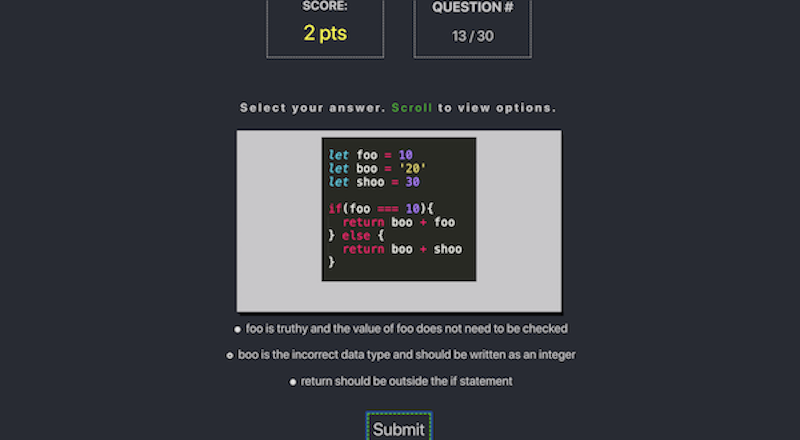 SCORE:
2 pts
QUESTION #
13 / 30
Select your answer. Scroll to view options.
let foo = 10
let boo = '20'
let shoo = 30
if(foo === 10){
return boo + foo
} else {
return boo + shoo
}
foo is truthy and the value of foo does not need to be checked
boo is the incorrect data type and should be written as an integer
return should be outside the if statement
Submit